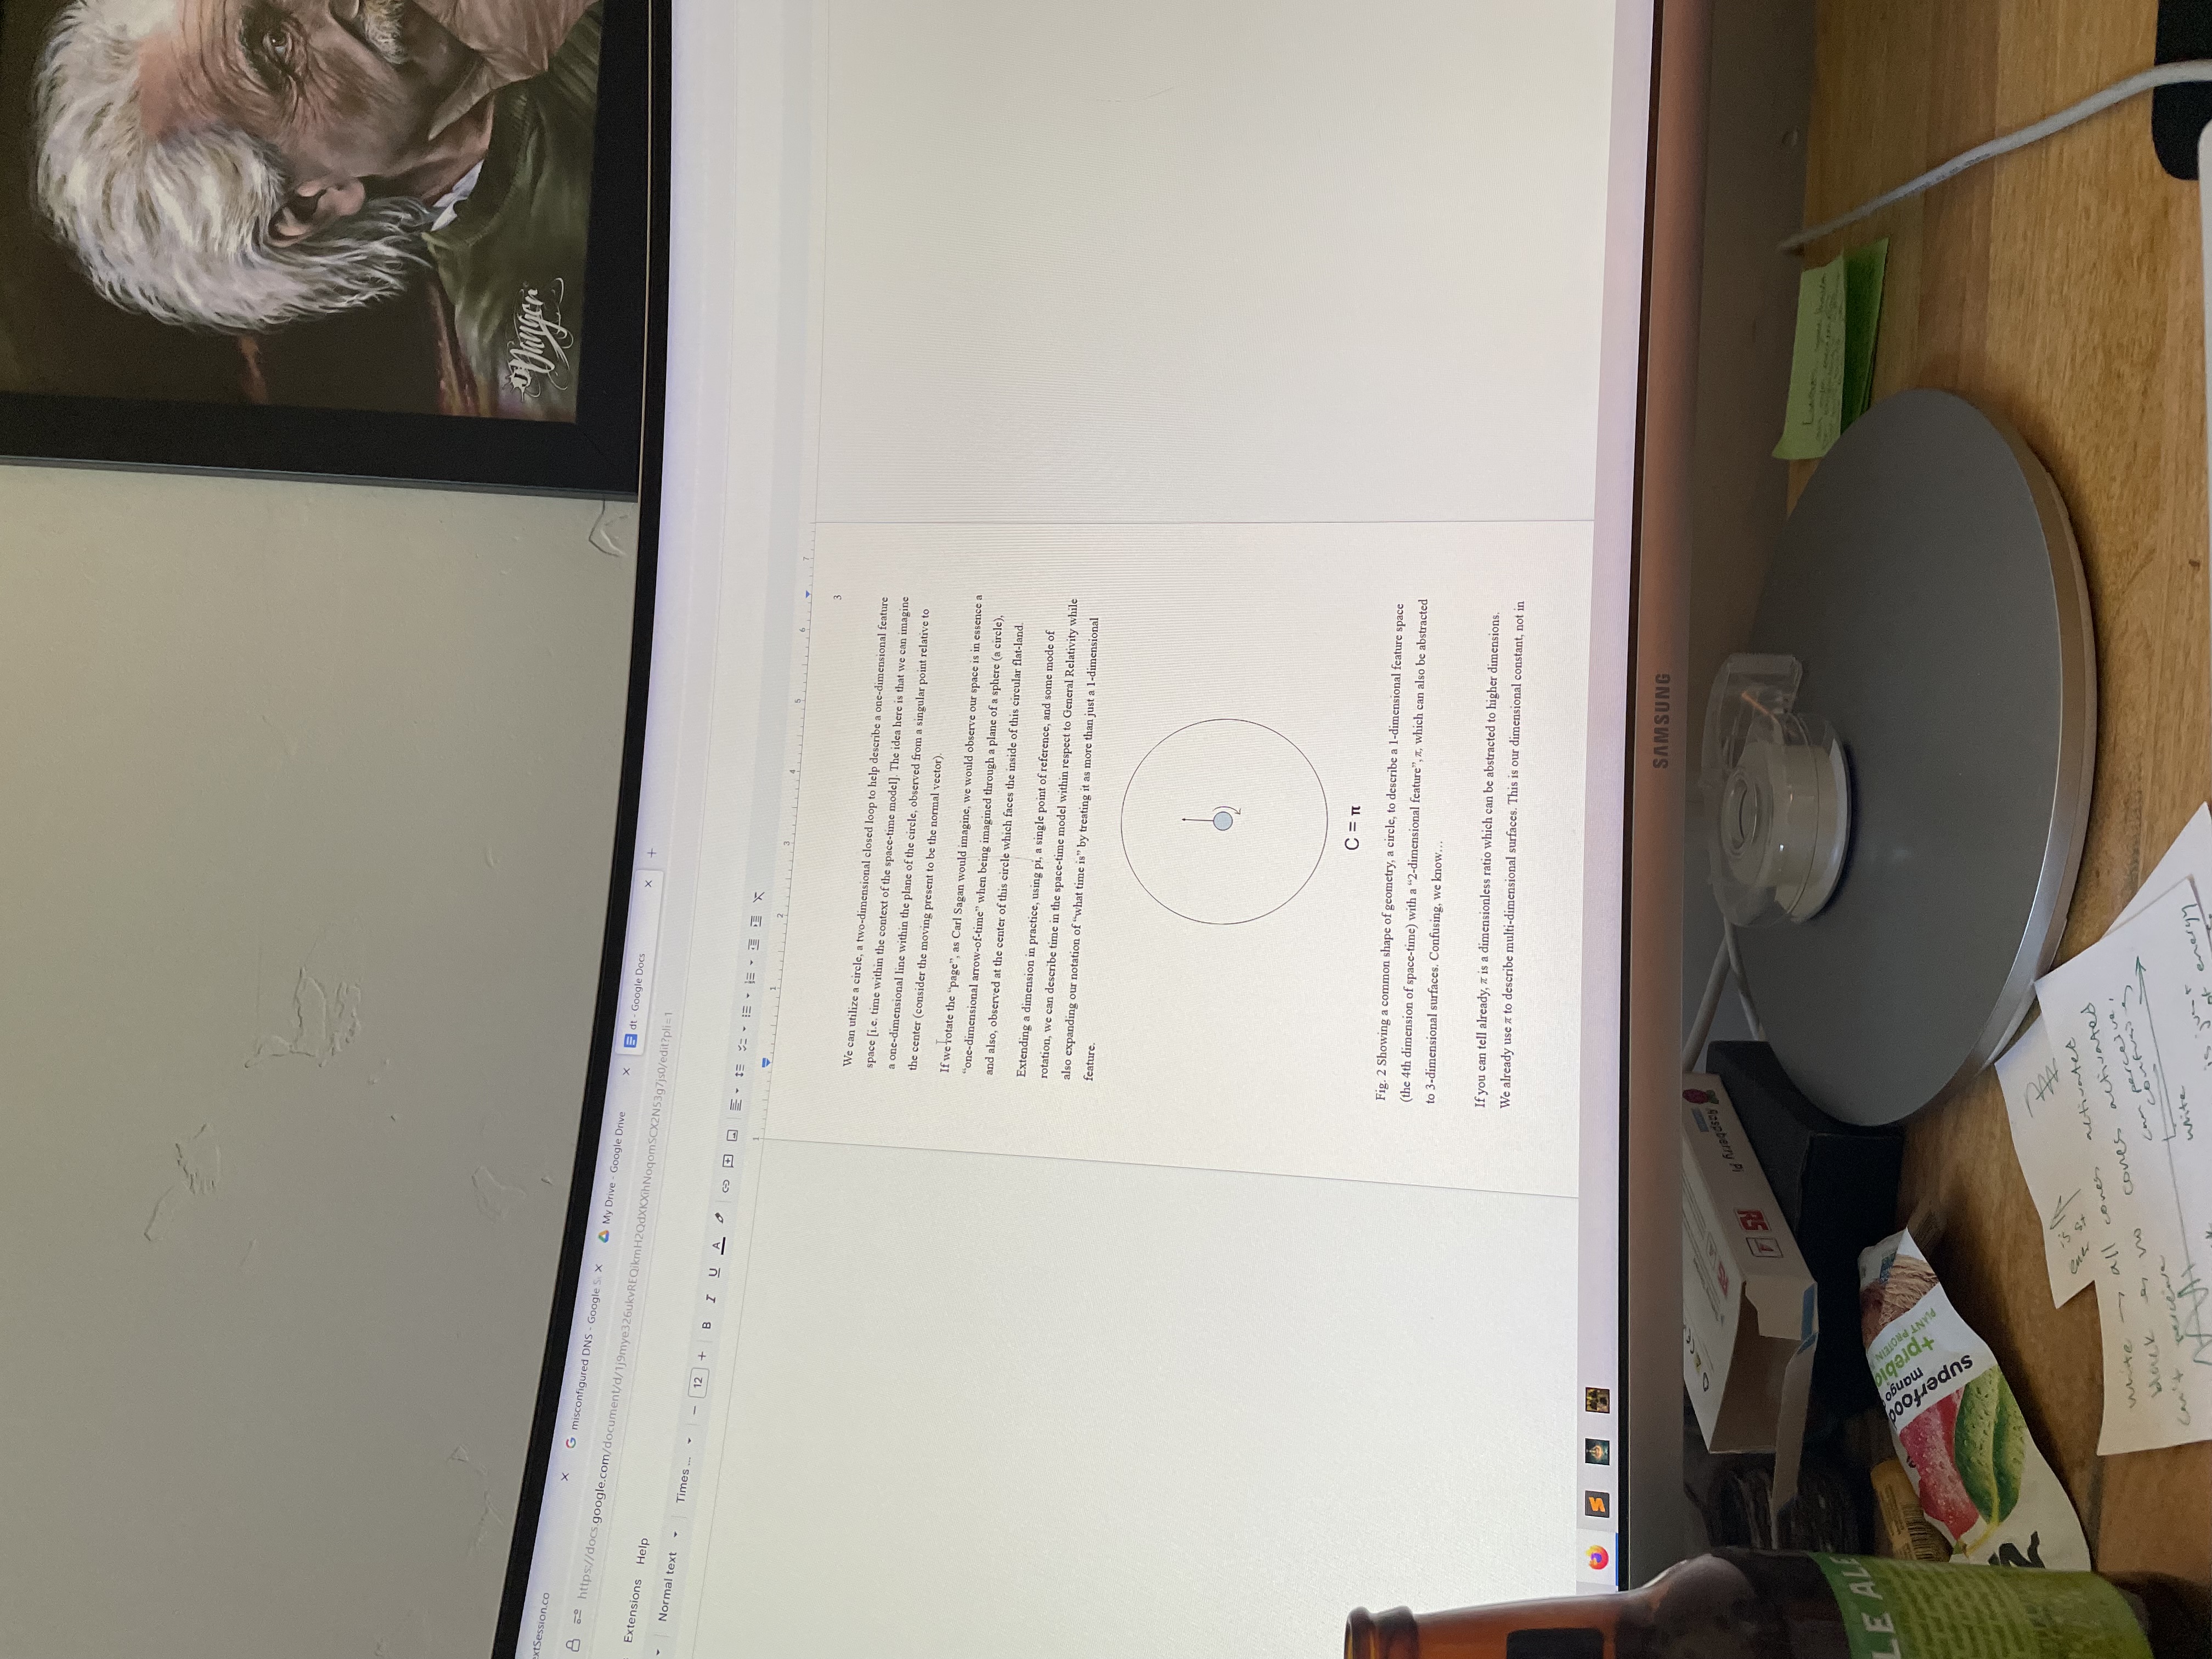 Danger
extSession.co
misconfigured DNS - Google S
My Drive - Google Drive
dt - Google Docs
https://docs.google.com/document/d/1j9mye326ukvREQikmH2QdXKXihNoqomSCX2N53g7js0/edit?pli=1
Extensions Help
Normal text Times ... 12 B I U A
1 1 2 3 4 5 6 7
3
We can utilize a circle, a two-dimensional closed loop to help describe a one-dimensional feature
space [i.e. time within the context of the space-time model]. The idea here is that we can imagine
a one-dimensional line within the plane of the circle, observed from a singular point relative to
the center (consider the moving present to be the normal vector).
If we rotate the “page”, as Carl Sagan would imagine, we would observe our space is in essence a
“one-dimensional arrow-of-time” when being imagined through a plane of a sphere (a circle),
and also, observed at the center of this circle which faces the inside of this circular flat-land.
Extending a dimension in practice, using pi, a single point of reference, and some mode of
rotation, we can describe time in the space-time model within respect to General Relativity while
also expanding our notation of “what time is” by treating it as more than just a 1-dimensional
feature.
C = π
Fig. 2 Showing a common shape of geometry, a circle, to describe a 1-dimensional feature space
(the 4th dimension of space-time) with a “2-dimensional feature”, π, which can also be abstracted
to 3-dimensional surfaces. Confusing, we know…
If you can tell already, π is a dimensionless ratio which can be abstracted to higher dimensions.
We already use π to describe multi-dimensional surfaces. This is our dimensional constant, not in
SAMSUNG
Raspberry Pi
RS
4
LE ALE
superfood
mango
+prebio
PLANT PROTEIN
white → all cones activated
black no cones activated
can't perceive
can perceive,
white
is just
of energy